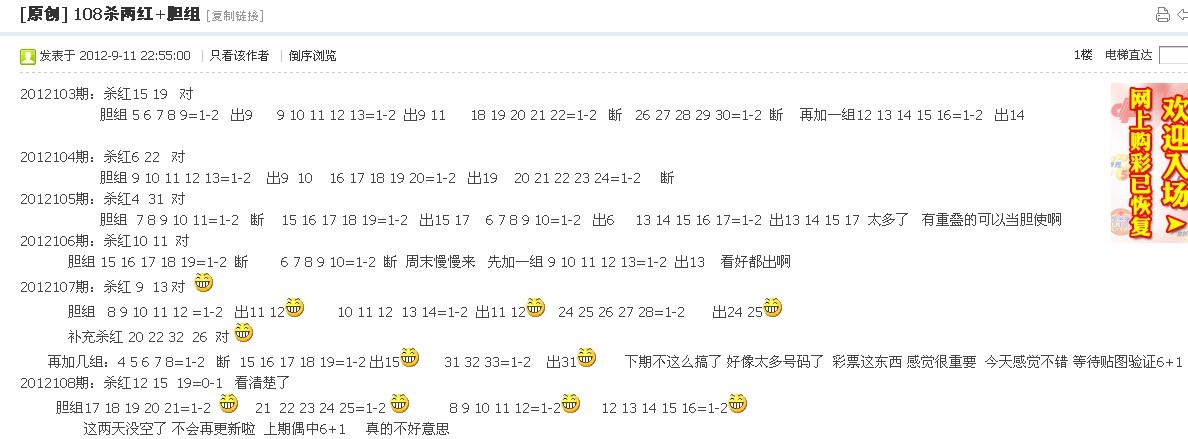 [原创] 108杀两红+胆组 [复制链接]
发表于 2012-9-11 22:55:00 | 只看该作者 | 倒序浏览 1楼 电梯直达
2012103期：杀红15 19 对
胆组 5 6 7 8 9=1-2 出9 9 10 11 12 13=1-2 出9 11 18 19 20 21 22=1-2 断 26 27 28 29 30=1-2 断 再加一组12 13 14 15 16=1-2 出14
2012104期：杀红6 22 对
胆组 9 10 11 12 13=1-2 出9 10 16 17 18 19 20=1-2 出19 20 21 22 23 24=1-2 断
2012105期：杀红4 31 对
胆组 7 8 9 10 11=1-2 断 15 16 17 18 19=1-2 出15 17 6 7 8 9 10=1-2 出6 13 14 15 16 17=1-2 出13 14 15 17 太多了 有重叠的可以当胆使啊
2012106期：杀红10 11 对
胆组 15 16 17 18 19=1-2 断 6 7 8 9 10=1-2 断 周末慢慢来 先加一组 9 10 11 12 13=1-2 出13 看好都出啊
2012107期：杀红 9 13 对
胆组 8 9 10 11 12 =1-2 出11 12 10 11 12 13 14=1-2 出11 12 24 25 26 27 28=1-2 出24 25
补充杀红 20 22 32 26 对
再加几组：4 5 6 7 8=1-2 断 15 16 17 18 19=1-2 出15 31 32 33=1-2 出31 下期不这么搞了 好像太多号码了 彩票这东西 感觉很重要 今天感觉不错 等待贴图验证6+1
2012108期：杀红12 15 19=0-1 看清楚了
胆组17 18 19 20 21=1-2 21 22 23 24 25=1-2 8 9 10 11 12=1-2 12 13 14 15 16=1-2
这两天没空了 不会再更新啦 上期偶中6+1 真的不好意思
欢迎入场
网上购彩已恢复